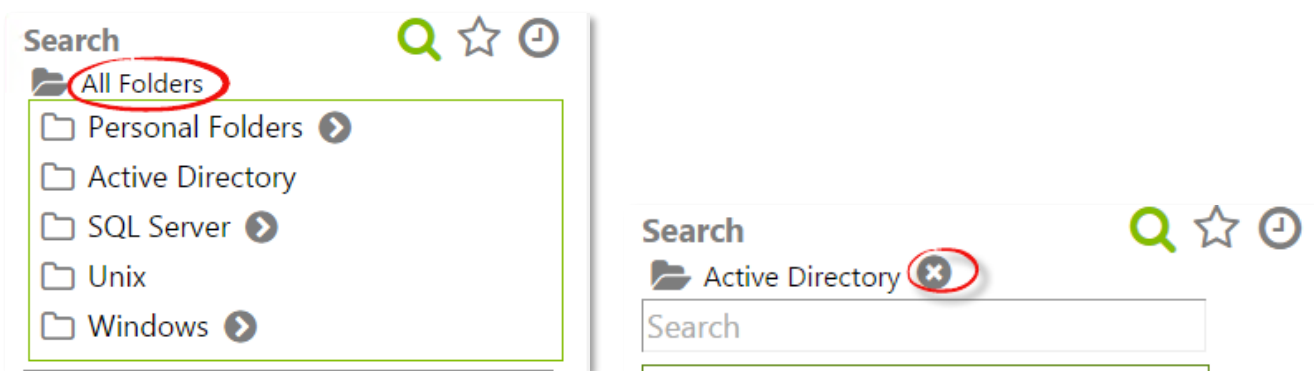 Search
All Folders
Personal Folders
Active Directory
SQL Server
Unix
Windows
Search
Active Directory
Search